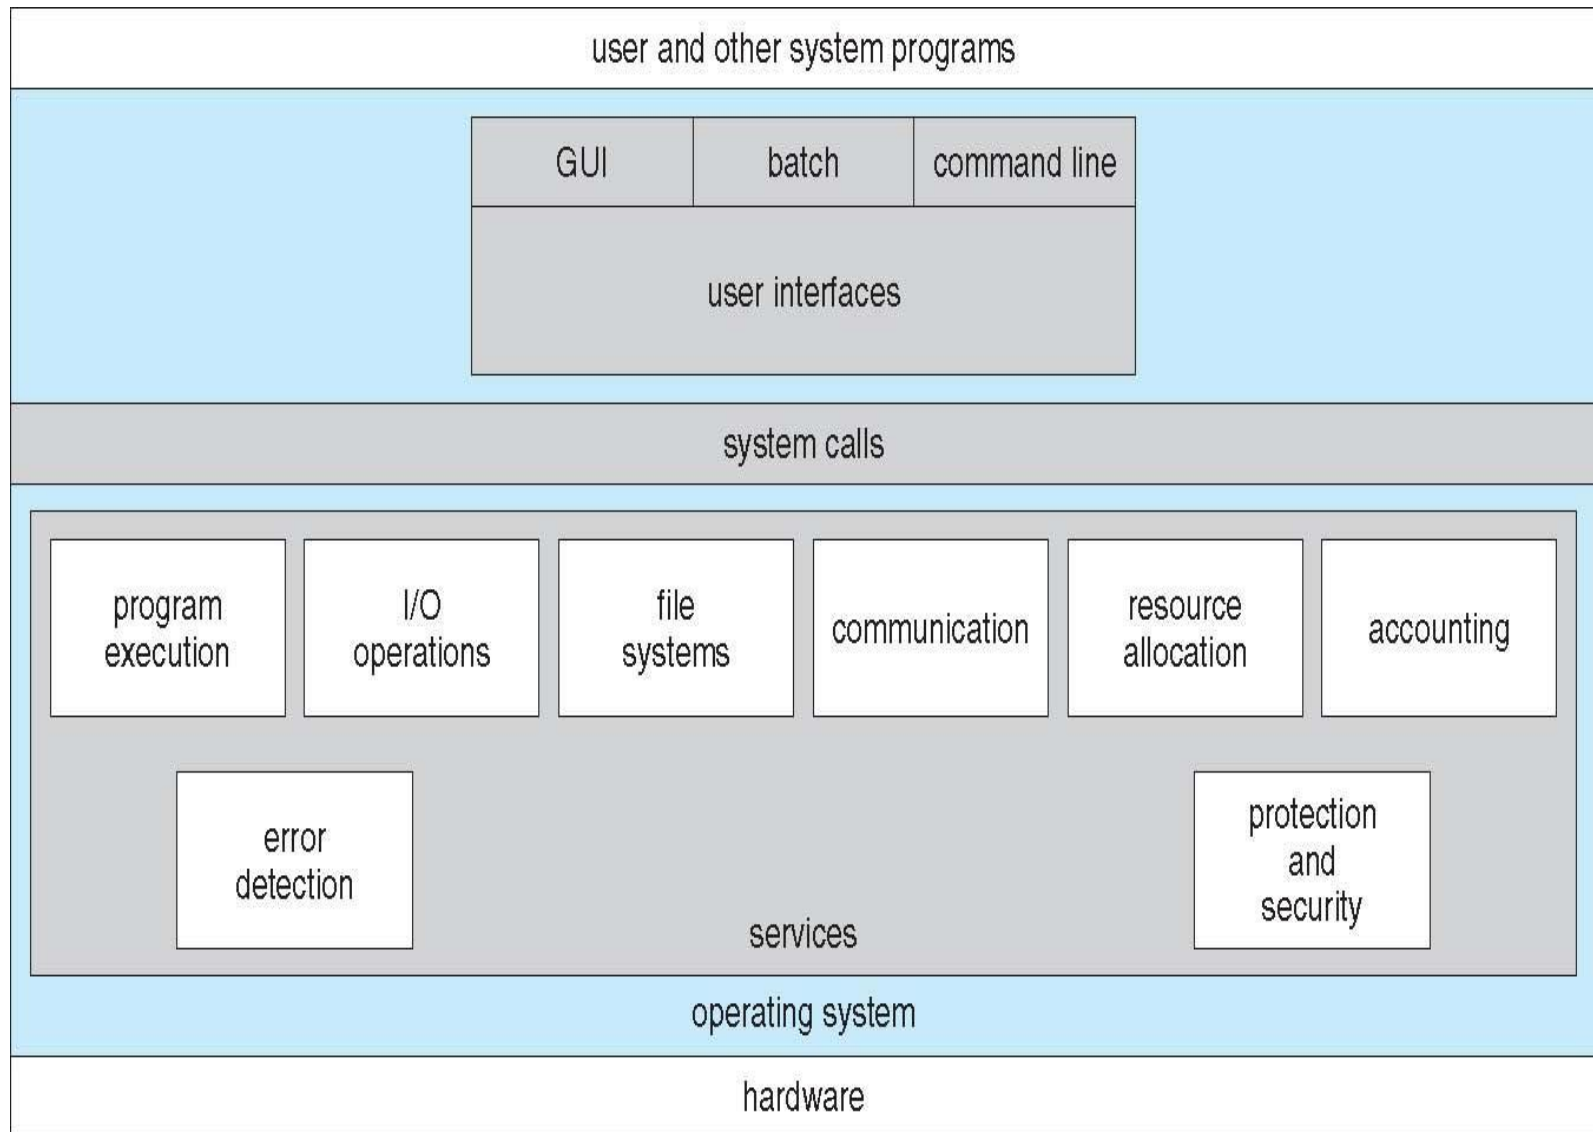 user and other system programs
GUI
batch
command line
user interfaces
system calls
program
execution
I/O
operations
file
systems
communication
resource
allocation
accounting
error
detection
protection
and
security
services
operating system
hardware